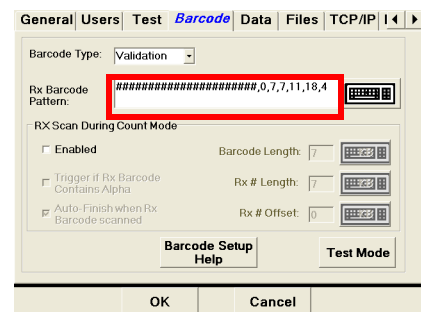 General Users Test Barcode Data Files TCP/IP I
Barcode Type: Validation
Rx Barcode Pattern: ######################,0,7,7,11,18,4
RX Scan During Count Mode
Enabled Barcode Length: 7
Trigger if Rx Barcode Contains Alpha Rx # Length: 7
Auto-Finish when Rx Barcode scanned Rx # Offset: 0
Barcode Setup Help Test Mode
OK Cancel